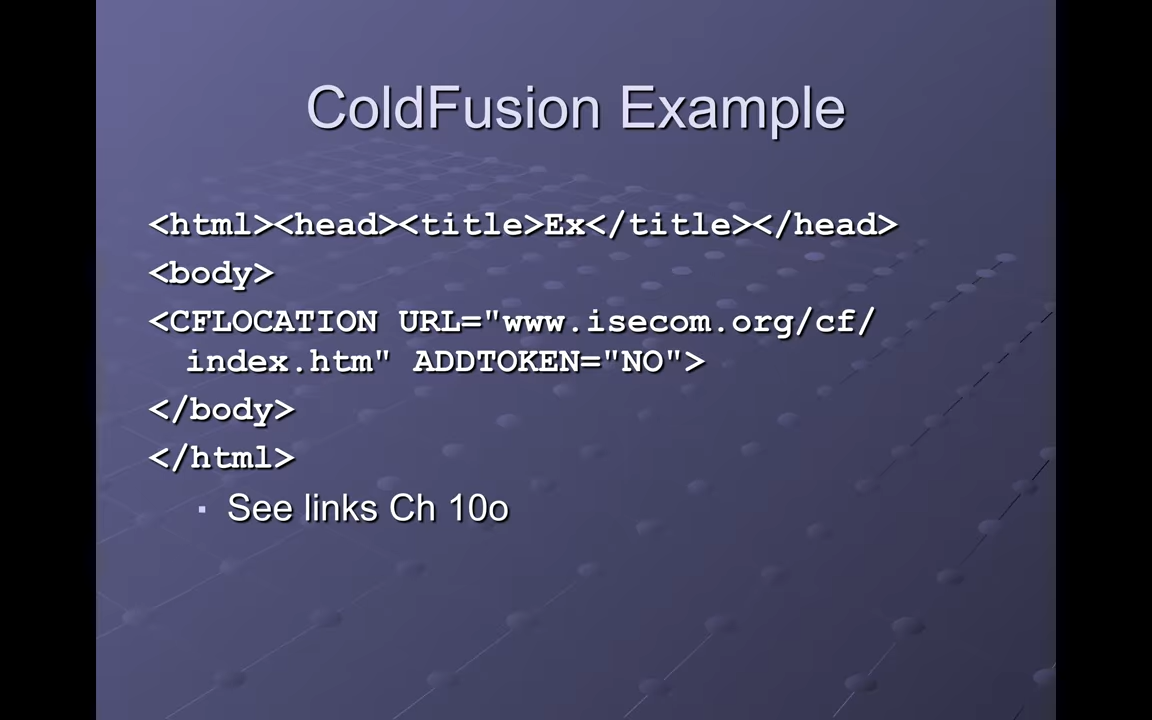 ColdFusion Example
<html><head><title>Ex</title></head>
<body>
<CFLOCATION URL="www.isecom.org/cf/
index.htm" ADDTOKEN="NO">
</body>
</html>
▪ See links Ch 10o